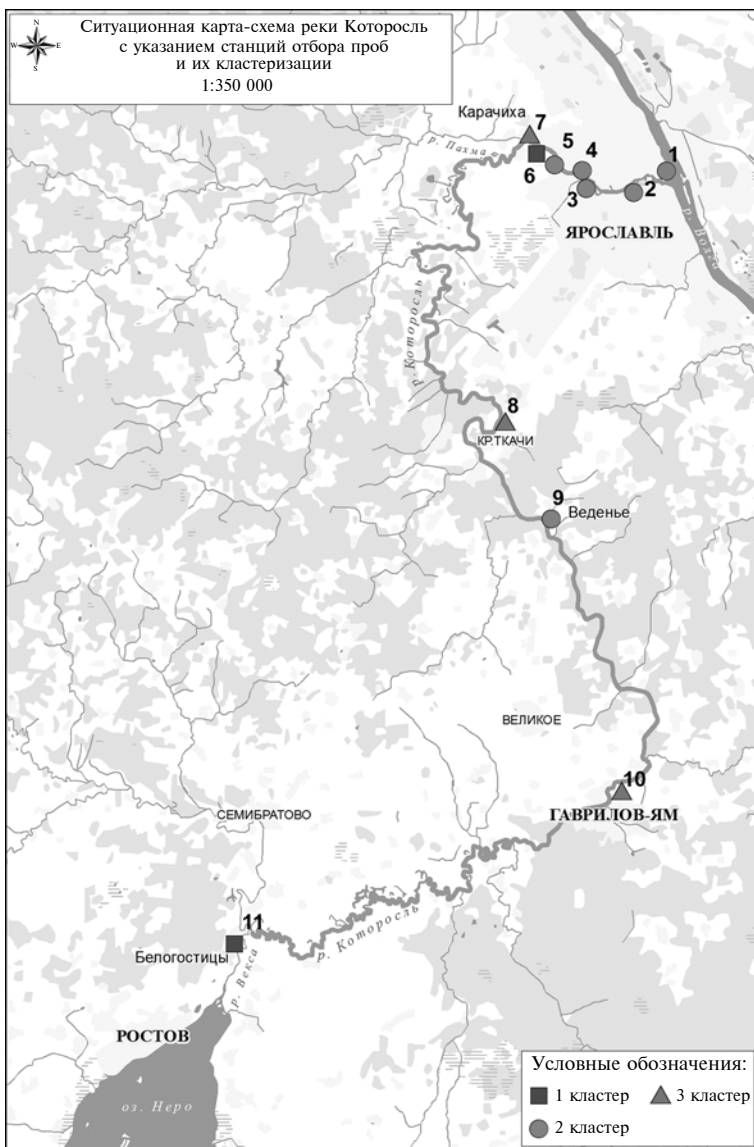 Ситуационная карта-схема реки Которосль
с указанием станций отбора проб
и их кластеризации
1:350 000
N
W
E
S
Карачиха
7
р. Пахма
5
4
1
6
3
2
ЯРОСЛАВЛЬ
р. Волга
р. Которосль
8
КР.ТКАЧИ
9
Веденье
ВЕЛИКОЕ
10
ГАВРИЛОВ-ЯМ
СЕМИБРАТОВО
11
Белогостицы
р. Которосль
р. Векса
РОСТОВ
оз. Неро
Условные обозначения:
1 кластер
3 кластер
2 кластер